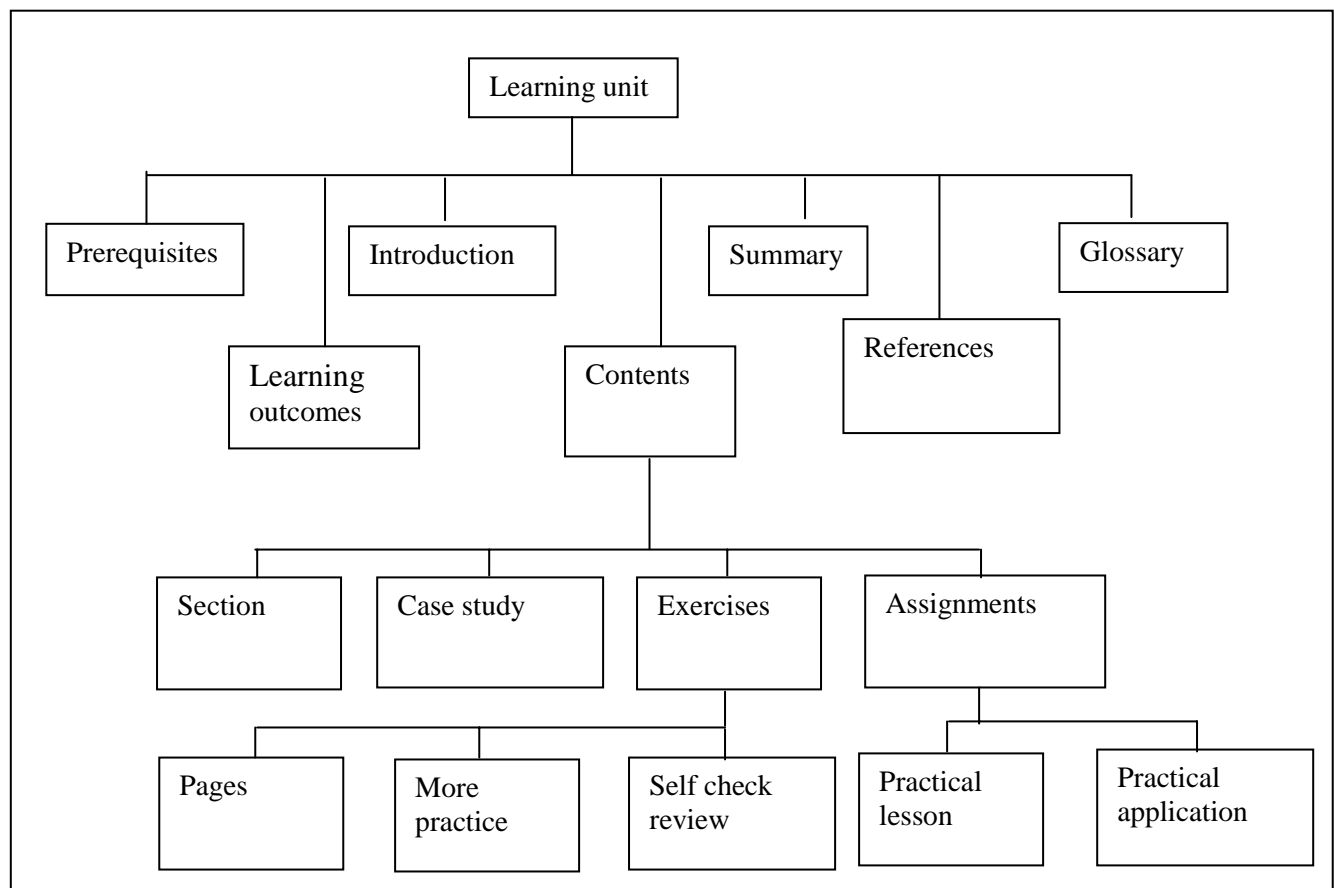 Learning unit
Prerequisites
Introduction
Summary
Glossary
Learning
outcomes
Contents
References
Section
Case study
Exercises
Assignments
Pages
More
practice
Self check
review
Practical
lesson
Practical
application